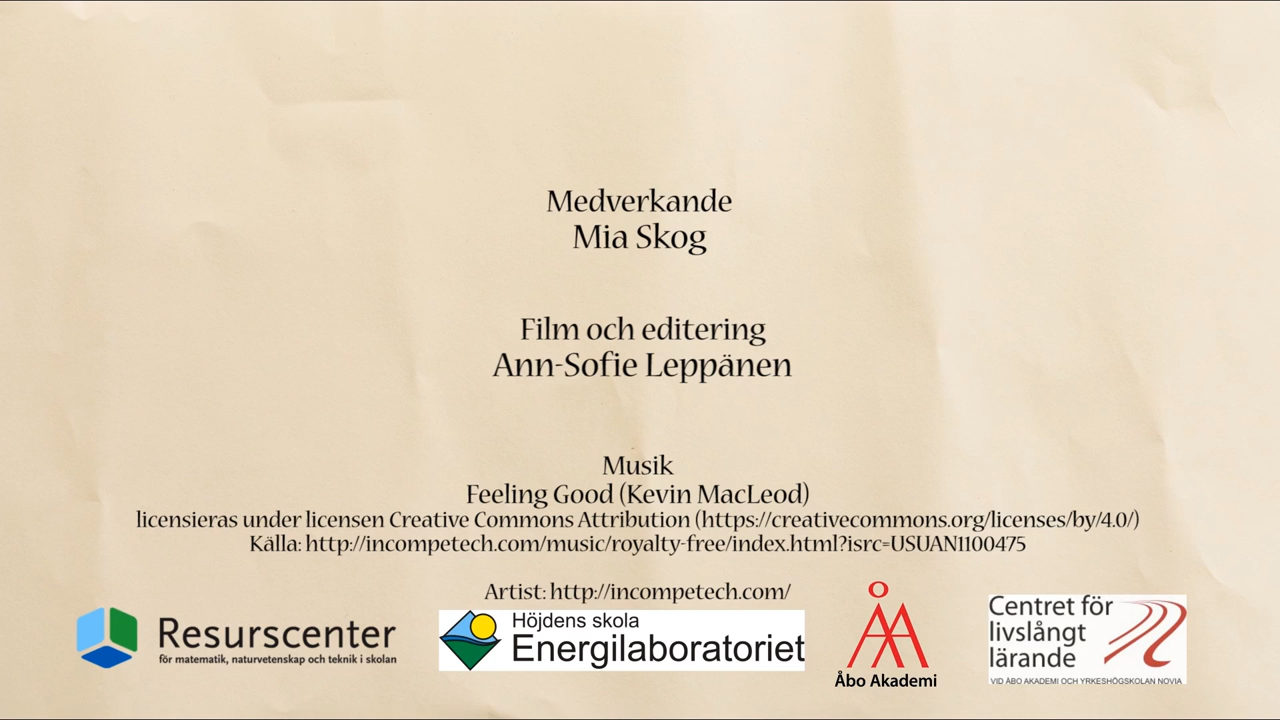 Medverkande
Mia Skog
Film och editering
Ann-Sofie Leppänen
Musik
Feeling Good (Kevin MacLeod)
licensieras under licensen Creative Commons Attribution (https://creativecommons.org/licenses/by/4.0/)
Källa: http://incompetech.com/music/royalty-free/index.html?isrc=USUAN1100475
Artist: http://incompetech.com/
Resurscenter
för matematik, naturvetenskap och teknik i skolan
Höjdens skola
Energilaboratoriet
Åbo Akademi
Centret för
livslångt
lärande
VID ÅBO AKADEMI OCH YRKESHÖGSKOLAN NOVIA